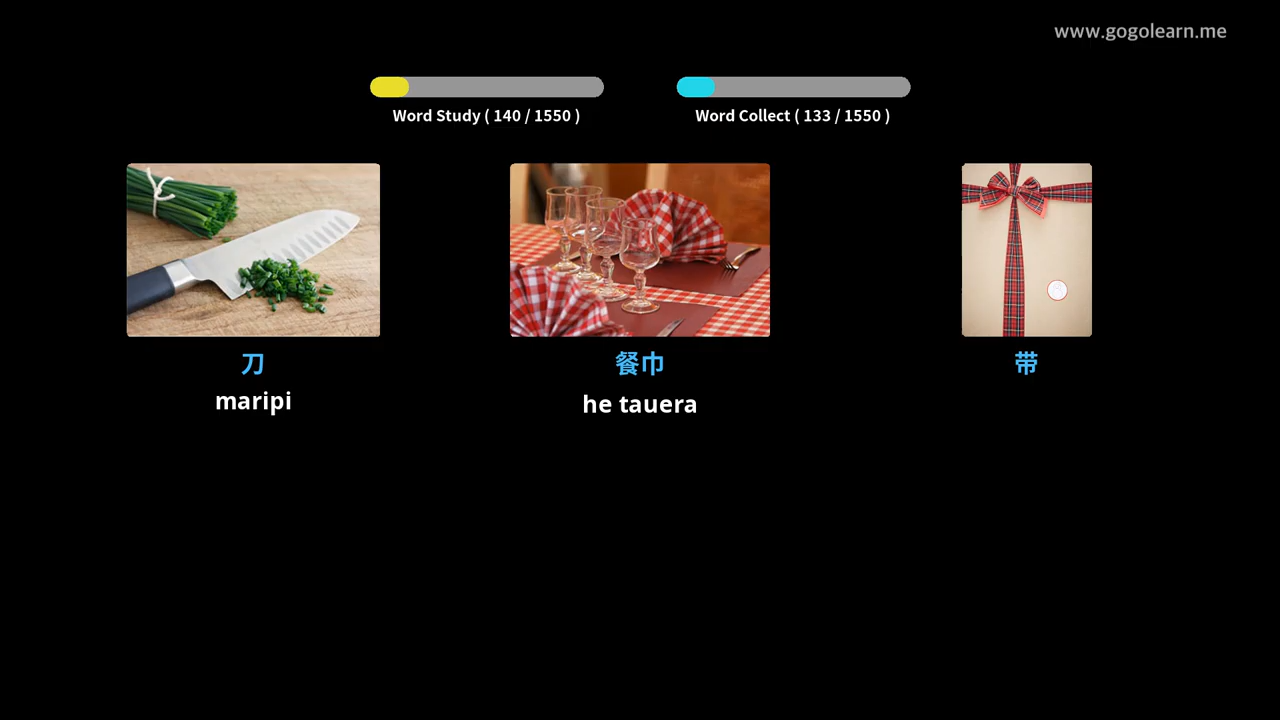 www.gogolearn.me
Word Study ( 140 / 1550 )
Word Collect ( 133 / 1550 )
刀
餐巾
带
maripi
he tauera